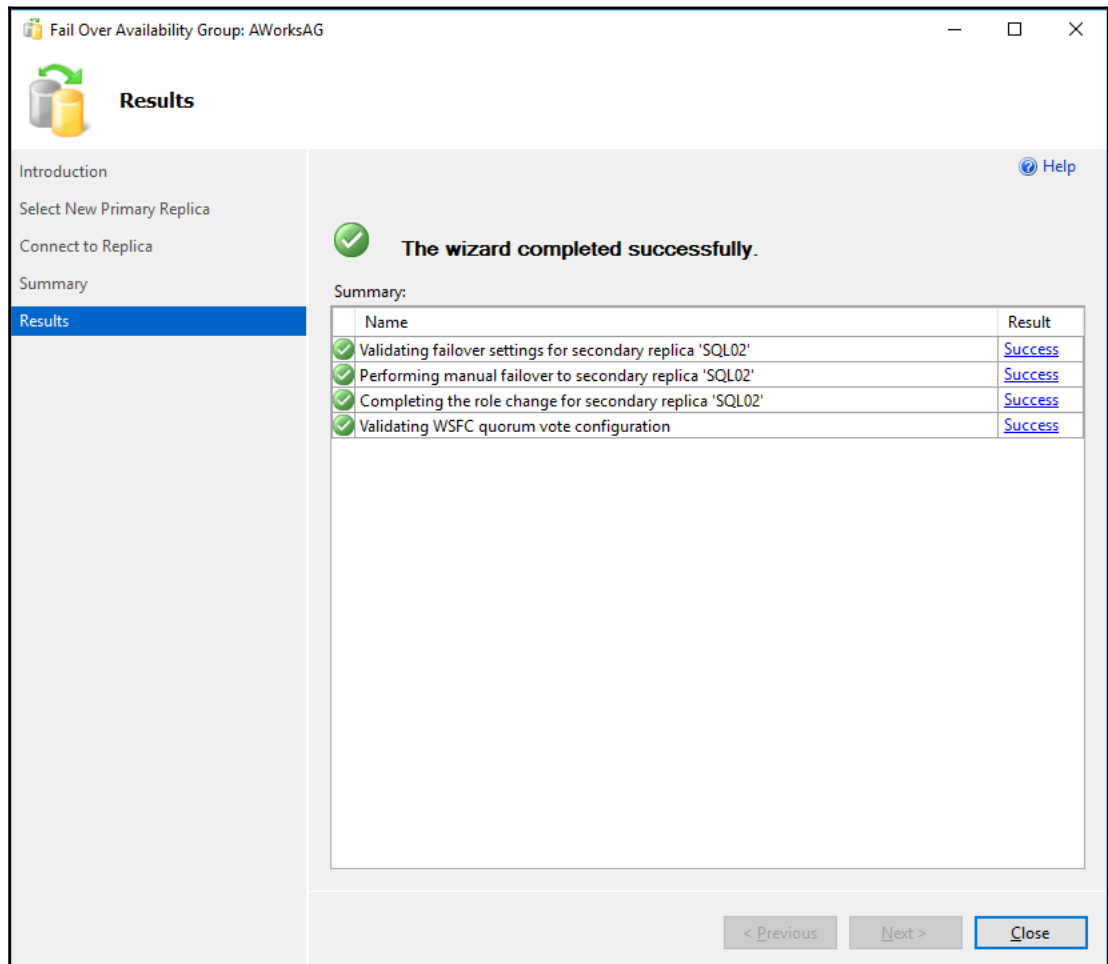 Fail Over Availability Group: AWorksAG
Results
Introduction
Select New Primary Replica
Connect to Replica
Summary
Results
Help
The wizard completed successfully.
Summary:
Name Result
Validating failover settings for secondary replica 'SQL02' Success
Performing manual failover to secondary replica 'SQL02' Success
Completing the role change for secondary replica 'SQL02' Success
Validating WSFC quorum vote configuration Success
< Previous Next > Close